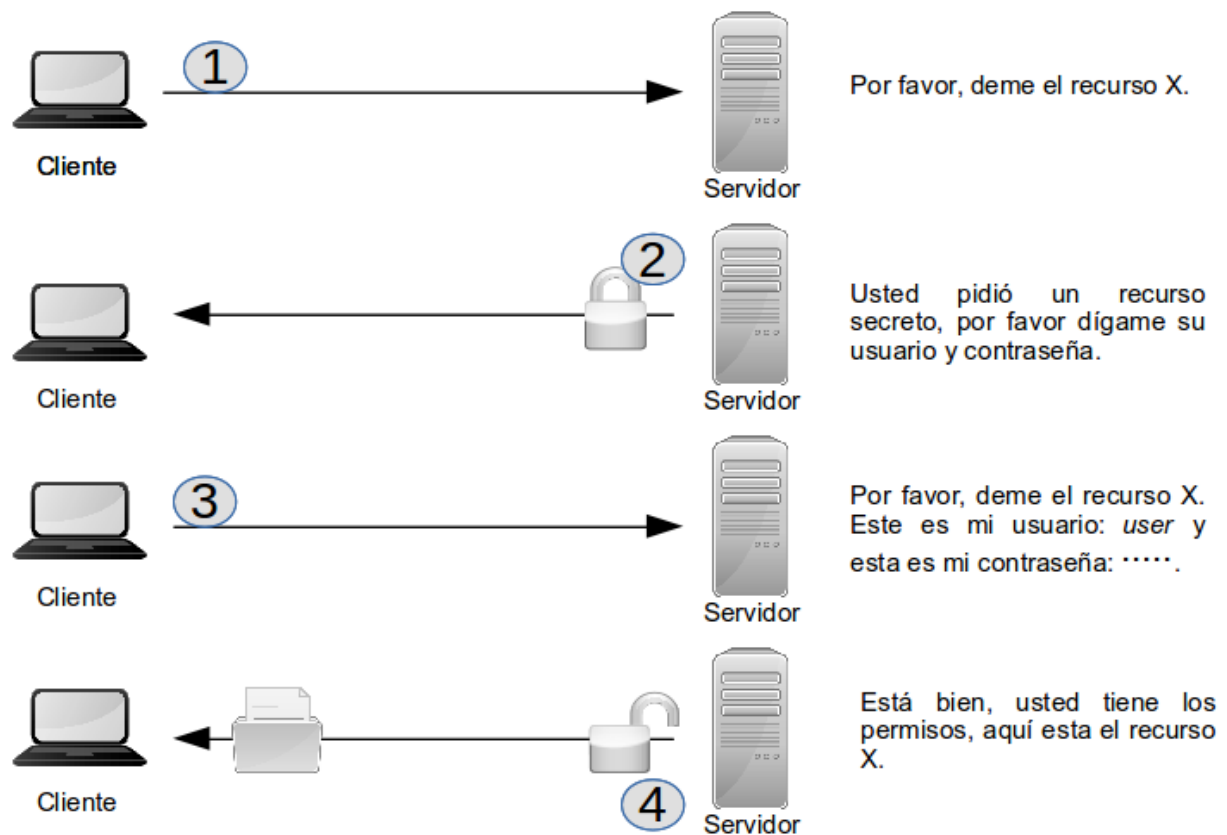 1
Por favor, deme el recurso X.
Cliente
Servidor
2
Usted pidió un recurso
secreto, por favor dígame su
usuario y contraseña.
Cliente
Servidor
3
Por favor, deme el recurso X.
Este es mi usuario: user y
esta es mi contraseña: ·····.
Cliente
Servidor
Está bien, usted tiene los
permisos, aquí esta el recurso
X.
Cliente
4
Servidor